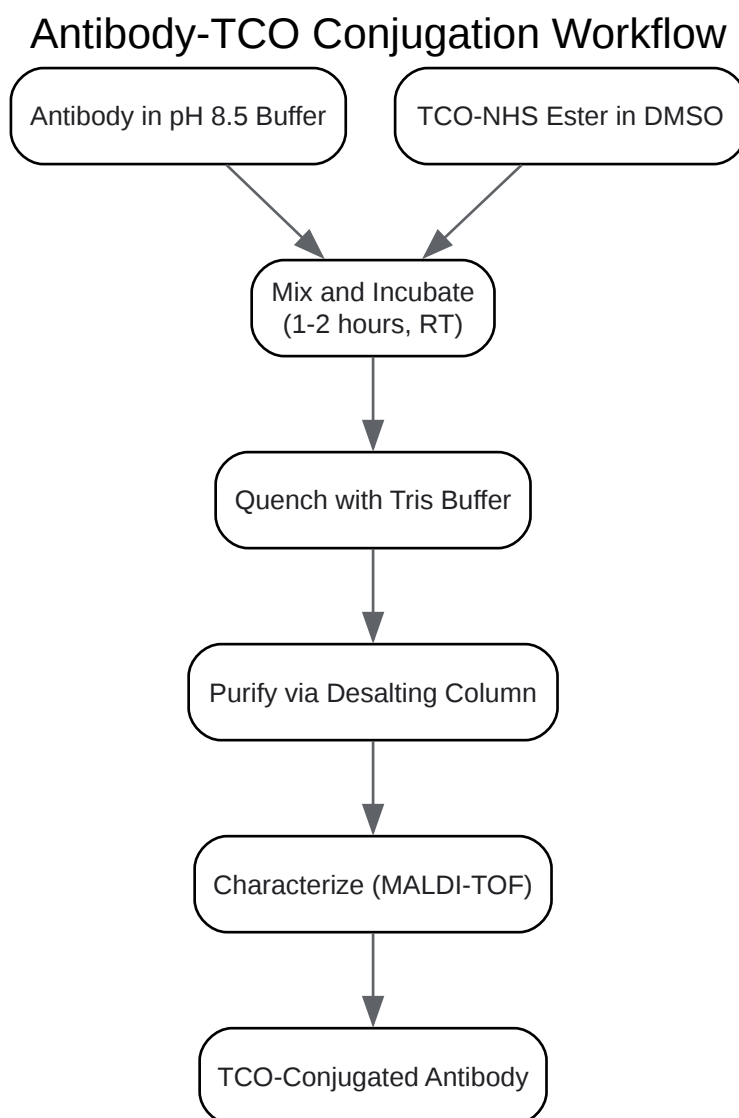 Antibody-TCO Conjugation Workflow
Antibody in pH 8.5 Buffer
TCO-NHS Ester in DMSO
Mix and Incubate
(1-2 hours, RT)
Quench with Tris Buffer
Purify via Desalting Column
Characterize (MALDI-TOF)
TCO-Conjugated Antibody